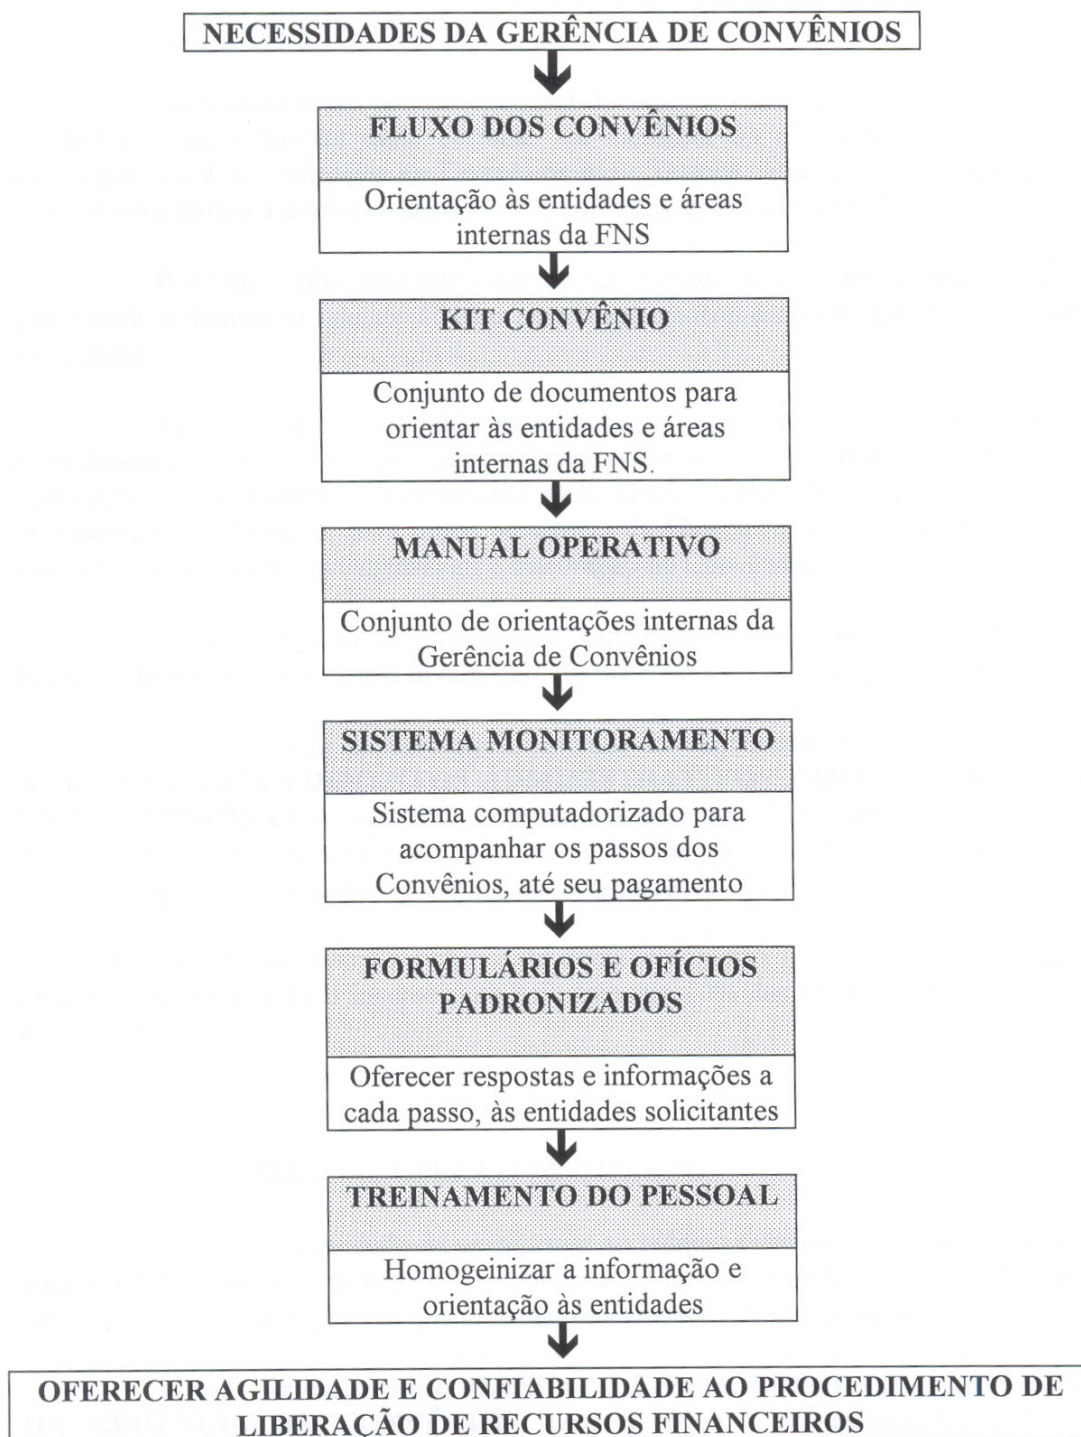 NECESSIDADES DA GERÊNCIA DE CONVÊNIOS
FLUXO DOS CONVÊNIOS
Orientação às entidades e áreas
internas da FNS
KIT CONVÊNIO
Conjunto de documentos para
orientar às entidades e áreas
internas da FNS.
MANUAL OPERATIVO
Conjunto de orientações internas da
Gerência de Convênios
SISTEMA MONITORAMENTO
Sistema computadorizado para
acompanhar os passos dos
Convênios, até seu pagamento
FORMULÁRIOS E OFÍCIOS
PADRONIZADOS
Oferecer respostas e informações a
cada passo, às entidades solicitantes
TREINAMENTO DO PESSOAL
Homogeinizar a informação e
orientação às entidades
OFERECER AGILIDADE E CONFIABILIDADE AO PROCEDIMENTO DE
LIBERAÇÃO DE RECURSOS FINANCEIROS